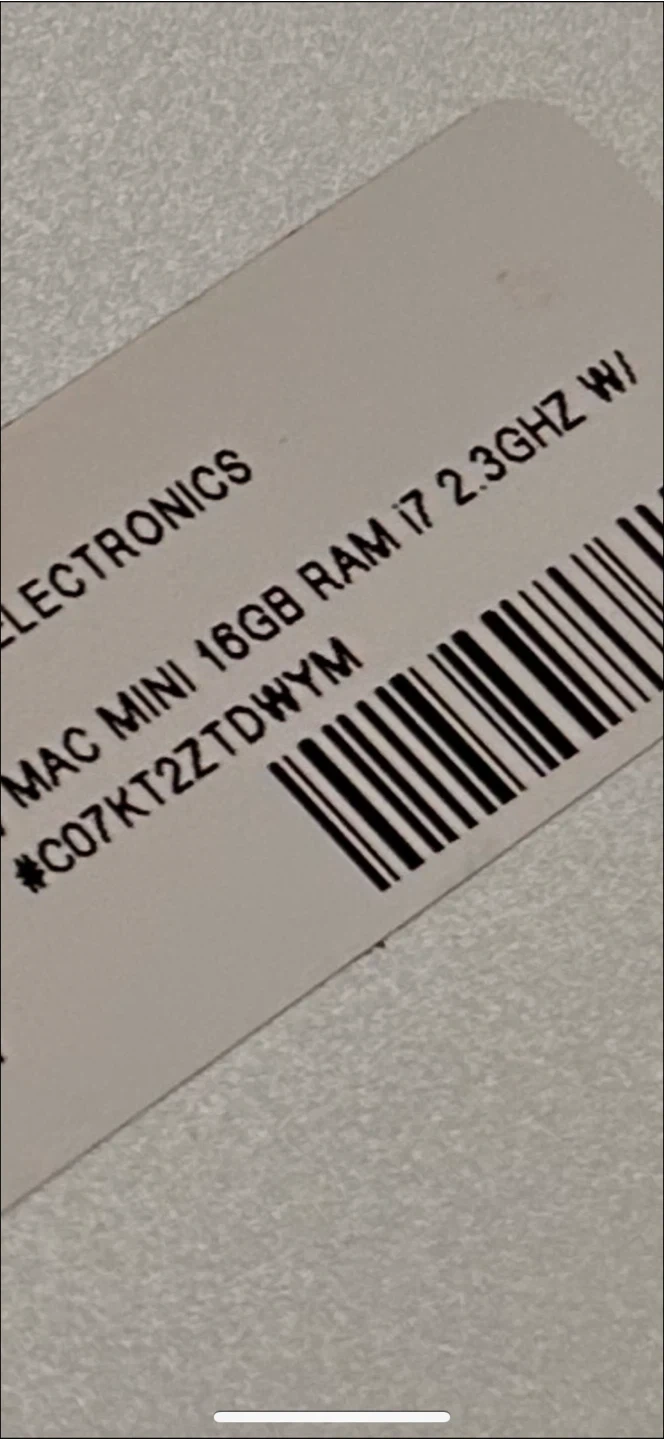 ELECTRONICS
MAC MINI 16GB RAM i7 2.3GHZ W/
#C07KT2ZTDWYM